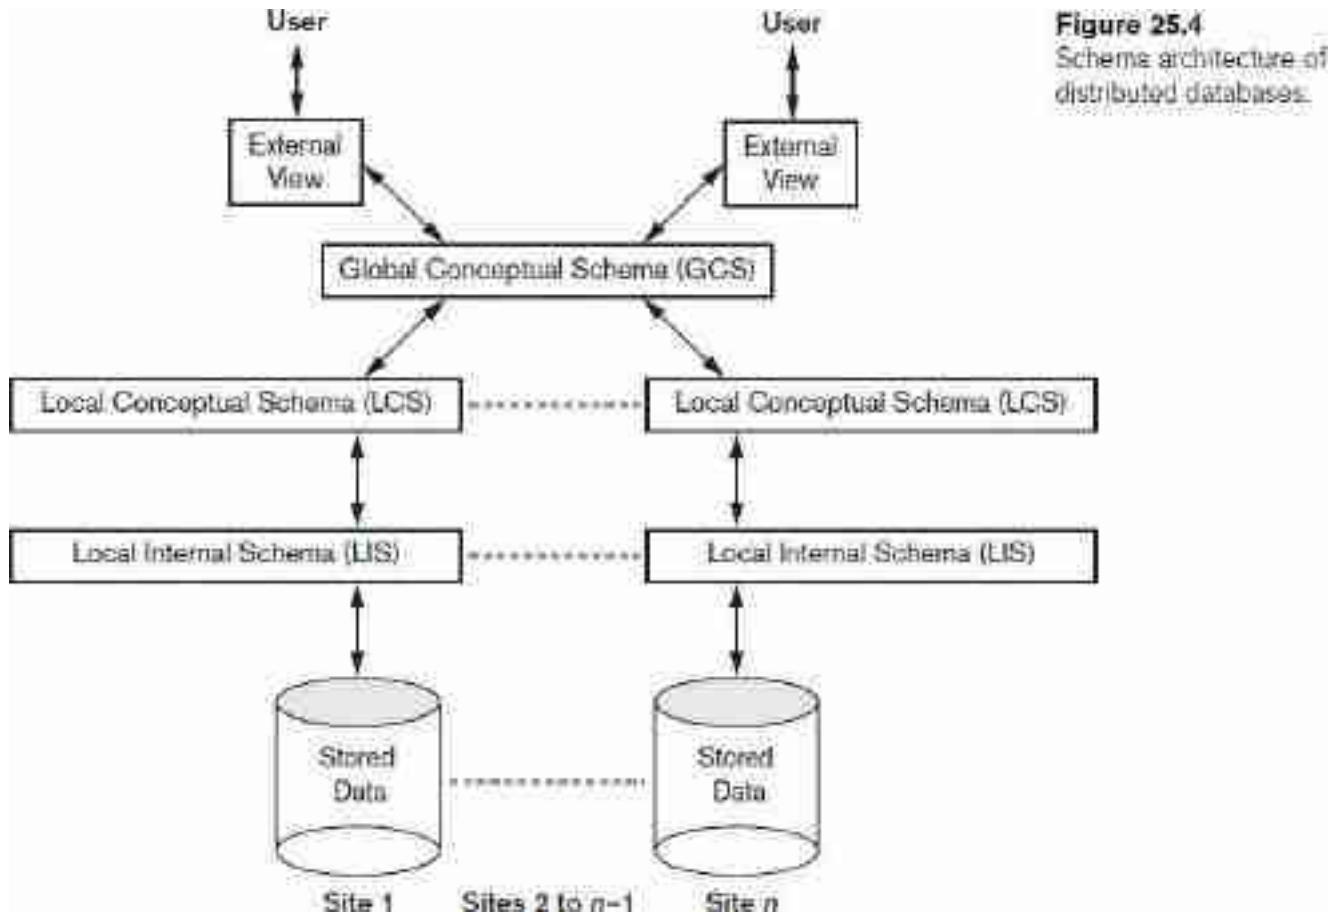 User
User
Figure 25.4
Schema architecture of
distributed databases.
External
View
External
View
Global Conceptual Schema (GCS)
Local Conceptual Schema (LCS)
Local Conceptual Schema (LCS)
Local Internal Schema (LIS)
Local Internal Schema (LIS)
Stored
Data
Stored
Data
Site 1
Sites 2 to n–1
Site n